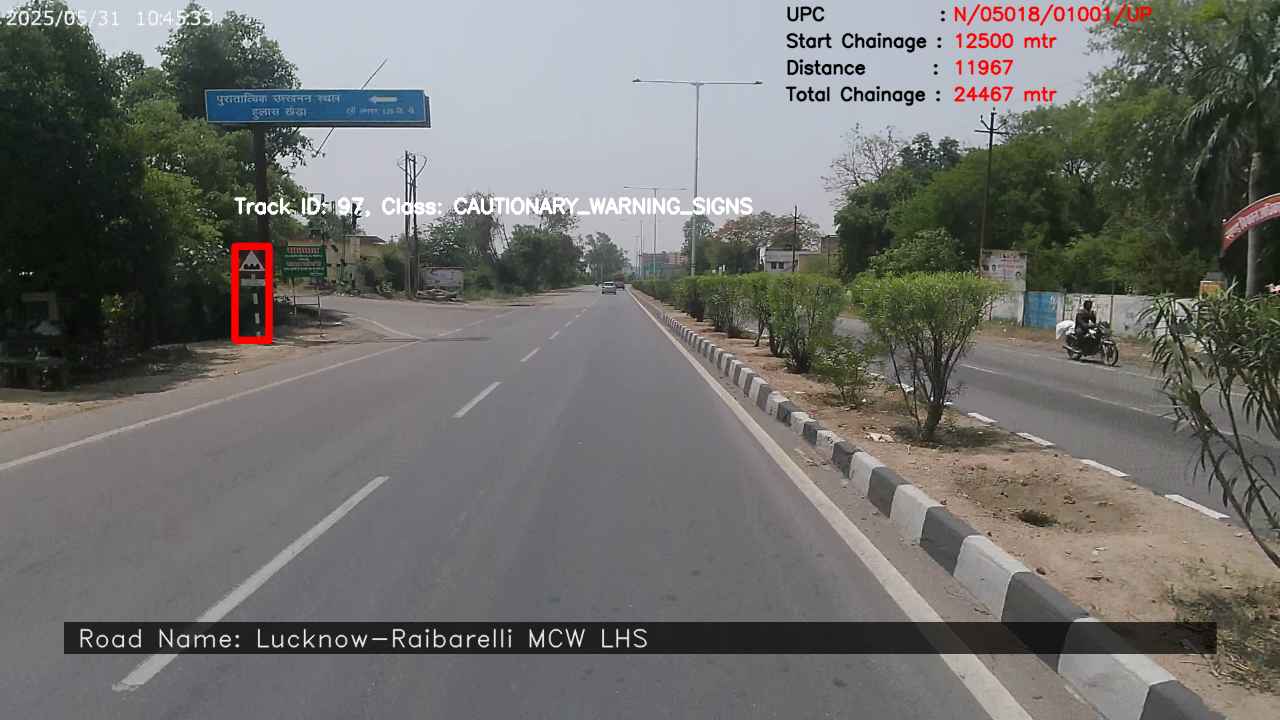 2025/05/31 10:45:33
UPC : N/05018/01001/UP
Start Chainage : 12500 mtr
Distance : 11967
Total Chainage : 24467 mtr
पुरातात्विक उत्खनन स्थल
हुलास खेड़ा
Track ID: 97, Class: CAUTIONARY_WARNING_SIGNS
Road Name: Lucknow-Raibarelli MCW LHS